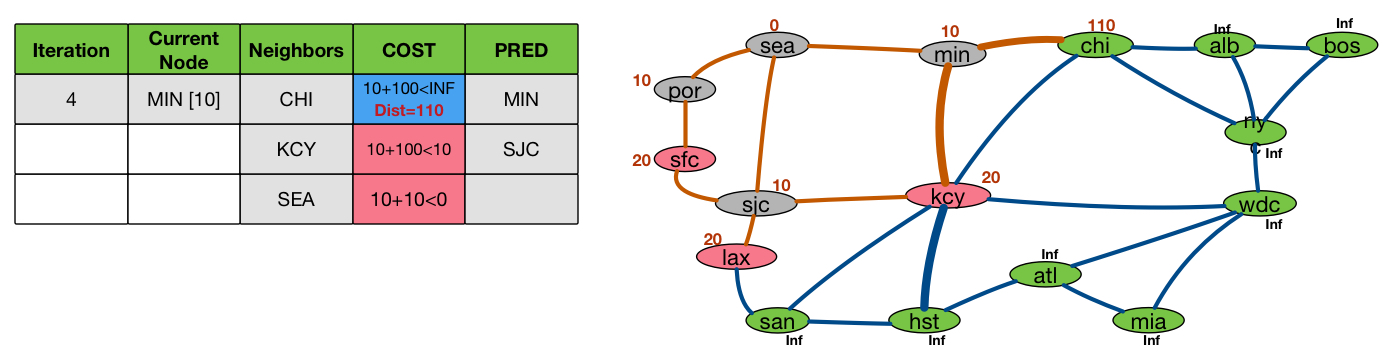 Iteration Current Node Neighbors COST PRED
4 MIN [10] CHI 10+100<INF Dist=110 MIN
KCY 10+100<10 SJC
SEA 10+10<0
0
sea
10
min
110
chi
Inf
alb
Inf
bos
10
por
nyc
Inf
20
sfc
10
sjc
20
kcy
wdc
Inf
20
lax
Inf
atl
san
Inf
hst
Inf
mia
Inf